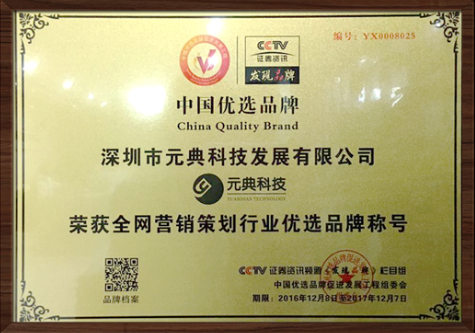 编号：YX0008025
CCTV
证券资讯
发现品牌
中国优选品牌
China Quality Brand
深圳市元典科技发展有限公司
元典科技
YUANDIAN TECHNOLOGY
荣获全网营销策划行业优选品牌称号
CCTV 证券资讯频道《发现品牌》栏目组
中国优选品牌促进发展工程组委会
期限：2016年12月8日至2017年12月7日
品牌档案